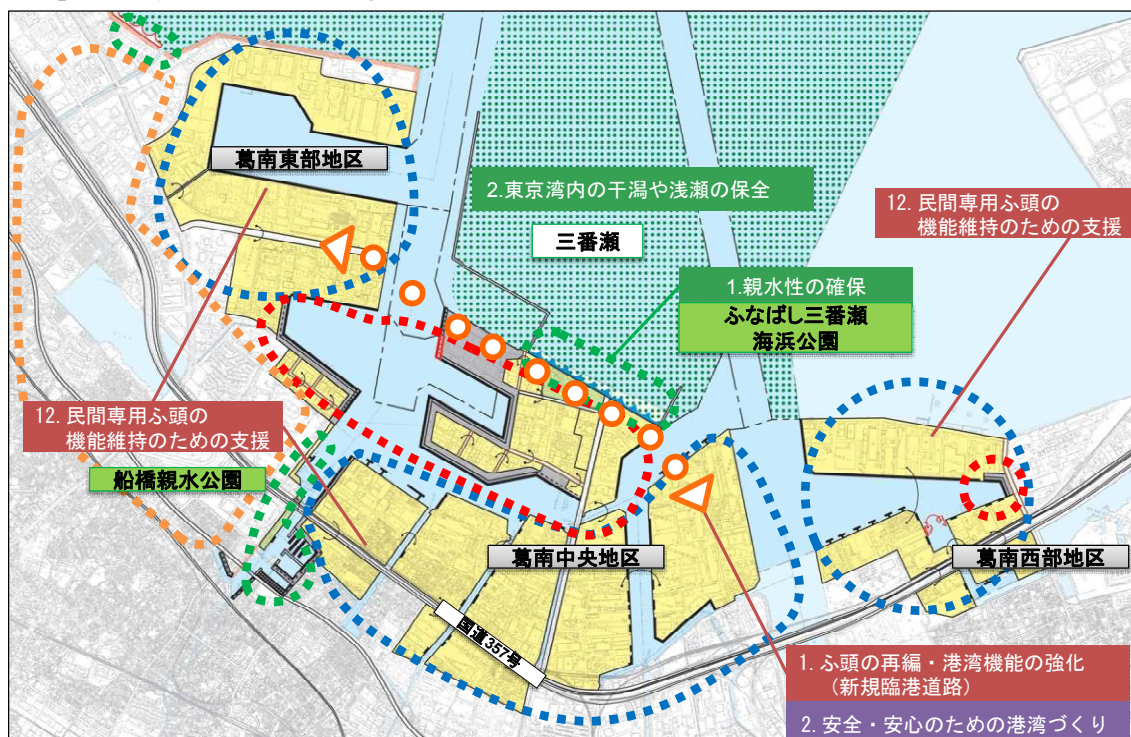 葛南東部地区
2.東京湾内の干潟や浅瀬の保全
三番瀬
12. 民間専用ふ頭の
機能維持のための支援
1.親水性の確保
ふなばし三番瀬
海浜公園
12. 民間専用ふ頭の
機能維持のための支援
船橋親水公園
葛南中央地区
葛南西部地区
国道357号
1. ふ頭の再編・港湾機能の強化
（新規臨港道路）
2. 安全・安心のための港湾づくり